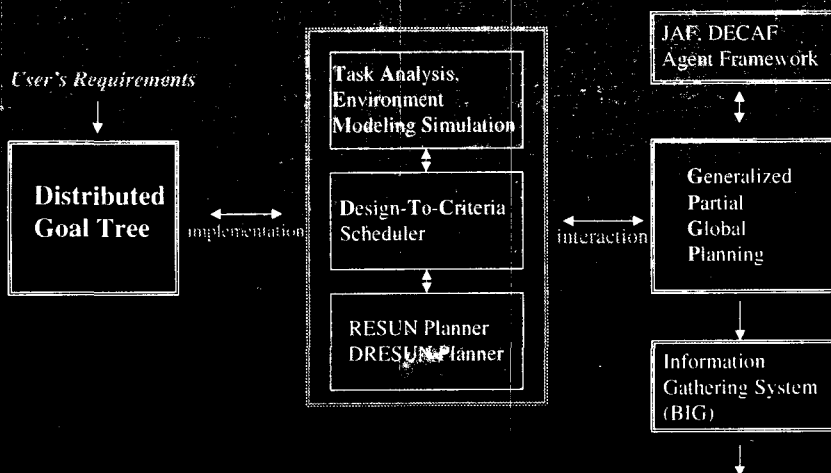 User's Requirements
Distributed
Goal Tree
implementation
Task Analysis,
Environment
Modeling Simulation
Design-To-Criteria
Scheduler
RESUN Planner
DRESUN Planner
interaction
JAF, DECAF
Agent Framework
Generalized
Partial
Global
Planning
Information
Gathering System
(BIG)